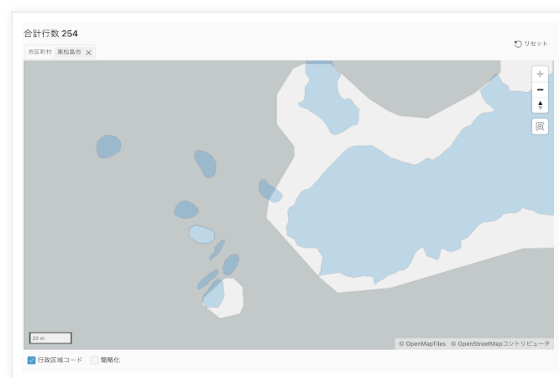 合計行数 254
リセット
市区町村 東松島市
20 m
© OpenMapTiles © OpenStreetMapコントリビュータ
行政区域コード 簡略化